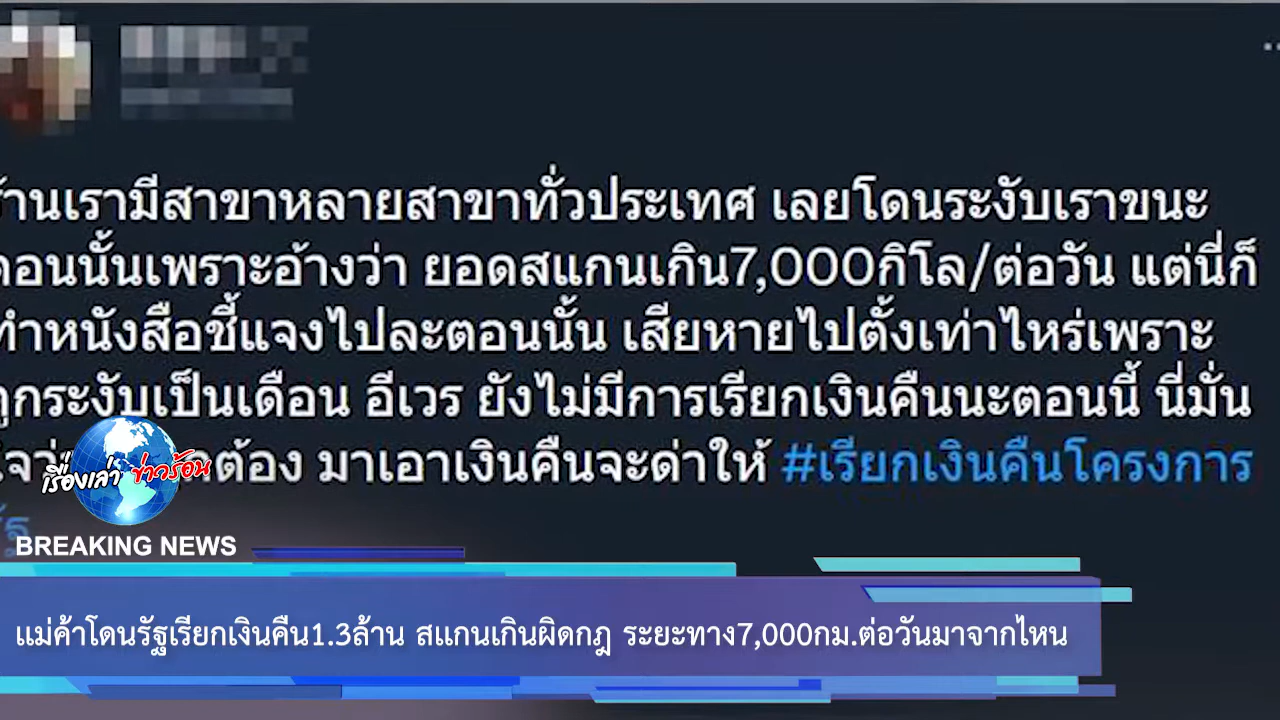 ร้านเรามีสาขาหลายสาขาทั่วประเทศ เลยโดนระงับเราขนะ
ตอนนั้นเพราะอ้างว่า ยอดสแกนเกิน7,000กิโล/ต่อวัน แต่นี่ก็
ทำหนังสือชี้แจงไปละตอนนั้น เสียหายไปตั้งเท่าไหร่เพราะ
ถูกระงับเป็นเดือน อีเวร ยังไม่มีการเรียกเงินคืนนะตอนนี้ นี่มั่น
ต้อง มาเอาเงินคืนจะด่าให้ #เรียกเงินคืนโครงการ
รัฐ
เรื่องเล่า ข่าวร้อน
BREAKING NEWS
แม่ค้าโดนรัฐเรียกเงินคืน1.3ล้าน สแกนเกินผิดกฎ ระยะทาง7,000กม.ต่อวันมาจากไหน